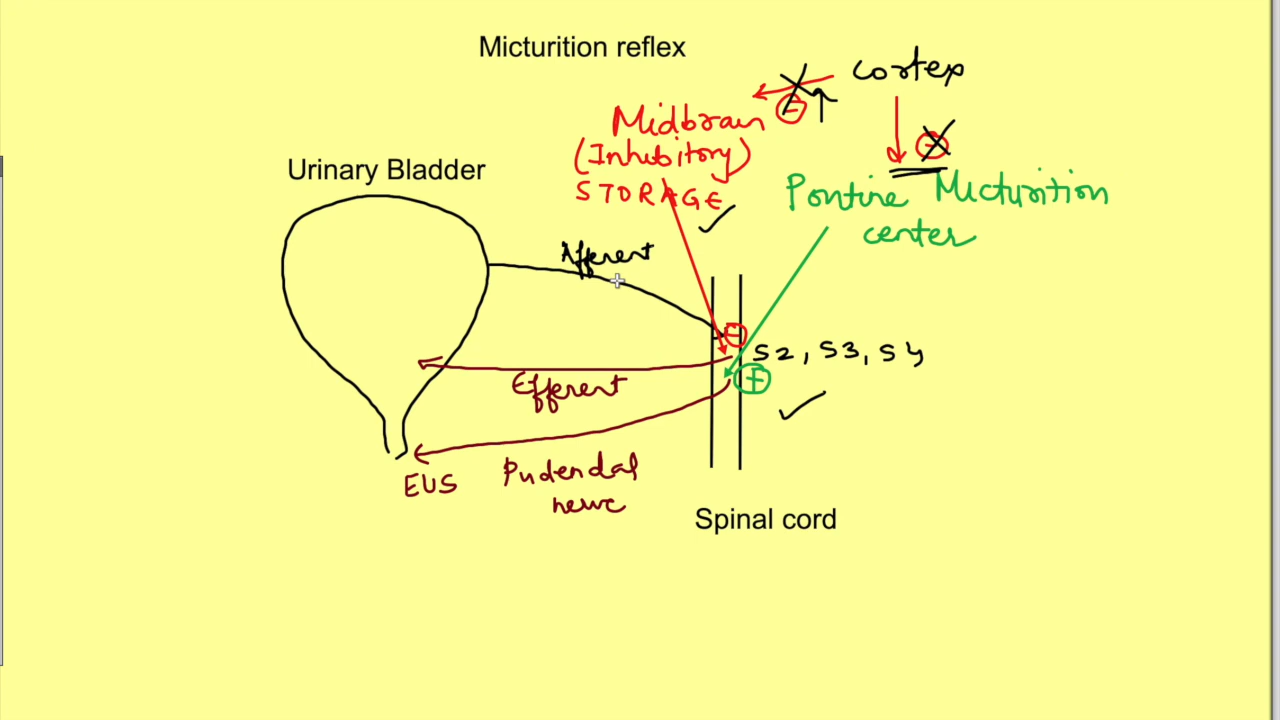 Micturition reflex
cortex
Midbrain
(Inhibitory)
STORAGE
Pontine Micturition
center
Urinary Bladder
Afferent
S2, S3, S4
Efferent
EUS
Pudendal
nerve
Spinal cord